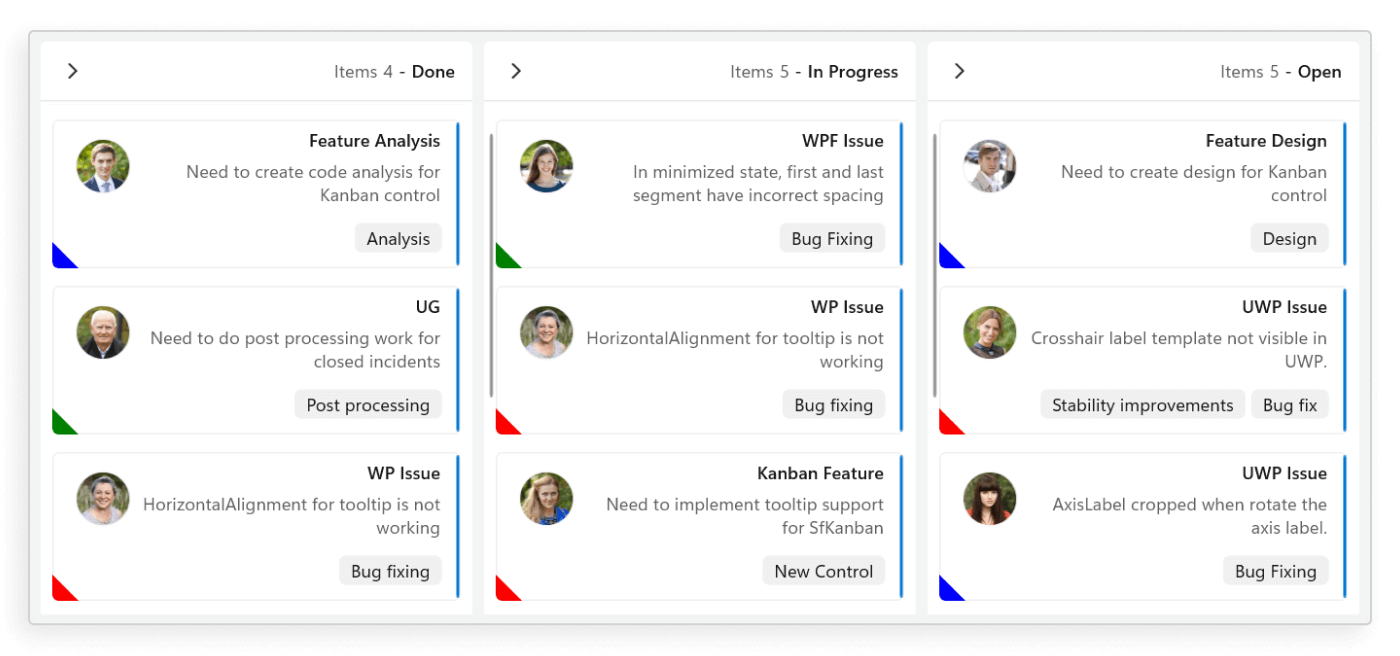 Items 4 - Done
Feature Analysis
Need to create code analysis for
Kanban control
Analysis
UG
Need to do post processing work for
closed incidents
Post processing
WP Issue
HorizontalAlignment for tooltip is not
working
Bug fixing
Items 5 - In Progress
WPF Issue
In minimized state, first and last
segment have incorrect spacing
Bug Fixing
WP Issue
HorizontalAlignment for tooltip is not
working
Bug fixing
Kanban Feature
Need to implement tooltip support
for SfKanban
New Control
Items 5 - Open
Feature Design
Need to create design for Kanban
control
Design
UWP Issue
Crosshair label template not visible in
UWP.
Stability improvements Bug fix
UWP Issue
AxisLabel cropped when rotate the
axis label.
Bug Fixing